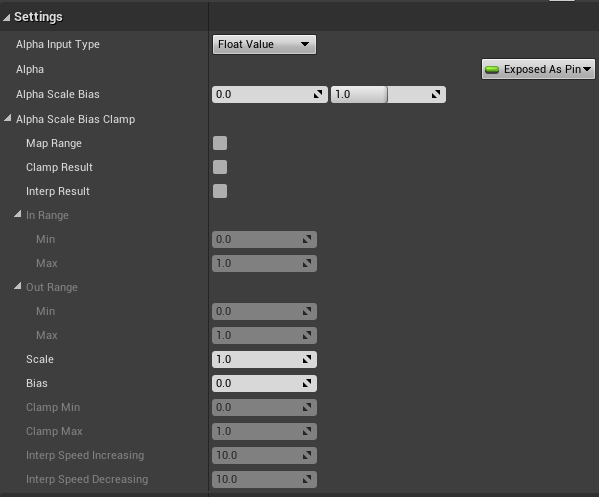 Settings
Alpha Input Type Float Value
Alpha Exposed As Pin
Alpha Scale Bias 0.0 1.0
Alpha Scale Bias Clamp
Map Range
Clamp Result
Interp Result
In Range
Min 0.0
Max 1.0
Out Range
Min 0.0
Max 1.0
Scale 1.0
Bias 0.0
Clamp Min 0.0
Clamp Max 1.0
Interp Speed Increasing 10.0
Interp Speed Decreasing 10.0